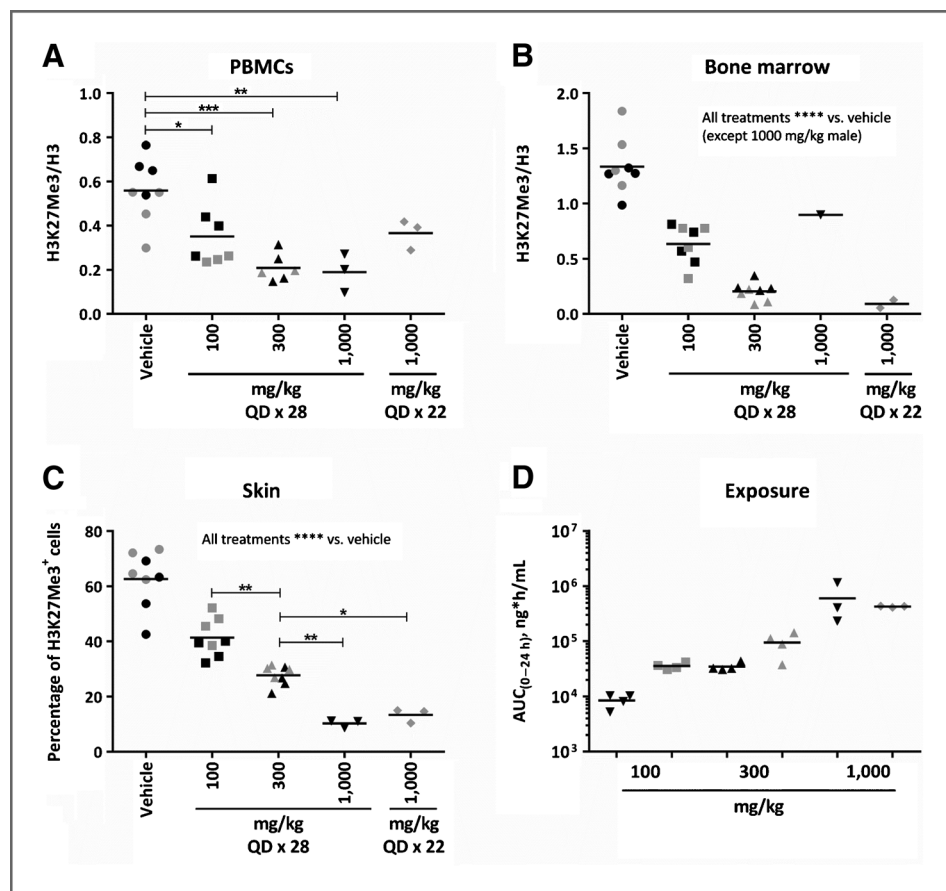 A
PBMCs
H3K27Me3/H3
1.0
0.8
0.6
0.4
0.2
0.0
**
***
*
Vehicle
100
300
1,000
1,000
mg/kg
QD x 28
mg/kg
QD x 22
B
Bone marrow
H3K27Me3/H3
2.0
1.5
1.0
0.5
0.0
All treatments **** vs. vehicle
(except 1000 mg/kg male)
Vehicle
100
300
1,000
1,000
mg/kg
QD x 28
mg/kg
QD x 22
C
Skin
Percentage of H3K27Me3⁺ cells
80
60
40
20
0
All treatments **** vs. vehicle
**
*
**
Vehicle
100
300
1,000
1,000
mg/kg
QD x 28
mg/kg
QD x 22
D
Exposure
AUC(0–24 h), ng*h/mL
10⁷
10⁶
10⁵
10⁴
10³
100
300
1,000
mg/kg